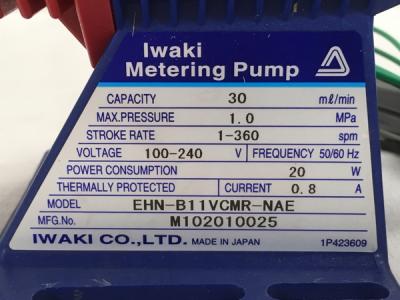 Iwaki
Metering Pump
CAPACITY 30 mℓ/min
MAX.PRESSURE 1.0 MPa
STROKE RATE 1-360 spm
VOLTAGE 100-240 V FREQUENCY 50/60 Hz
POWER CONSUMPTION 20 W
THERMALLY PROTECTED CURRENT 0.8 A
MODEL EHN-B11VCMR-NAE
MFG.No. M102010025
IWAKI CO.,LTD. MADE IN JAPAN 1P423609